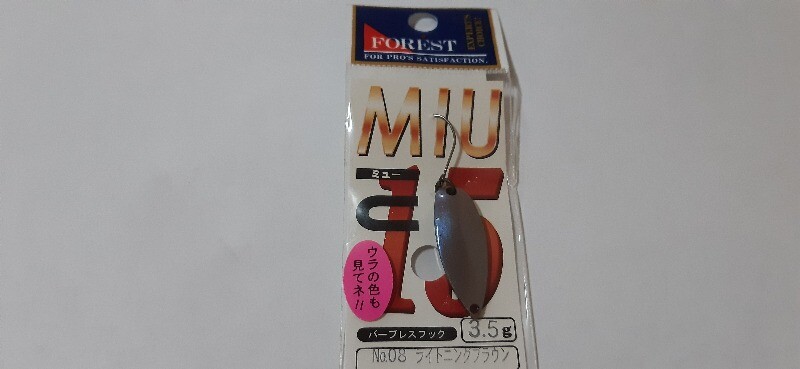 FOREST
EXPERT'S CHOICE!
FOR PRO'S SATISFACTION.
MIU
ミュー
15
ウラの色も
見てネ!!
バーブレスフック
3.5g
No.08 ライトニングブラウン